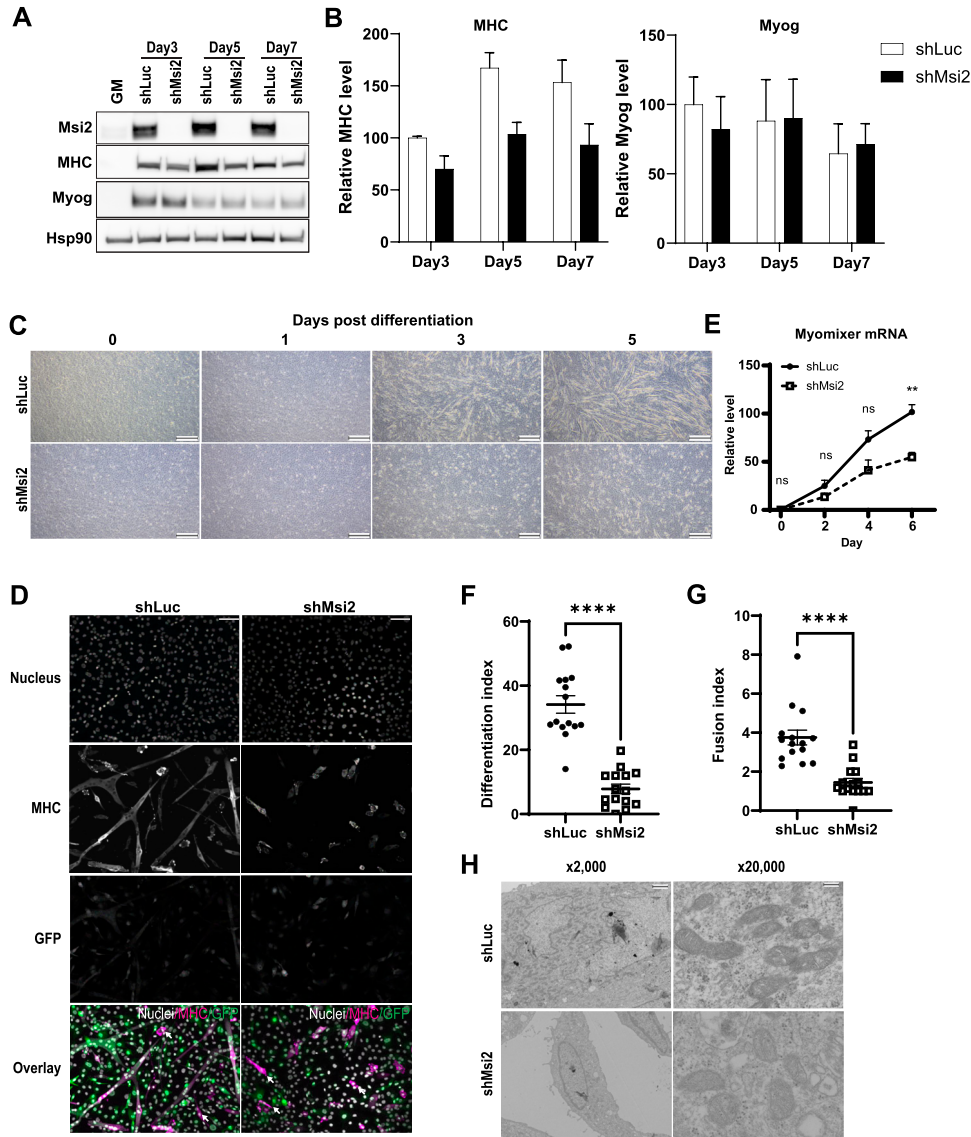 A
Day3 Day5 Day7
GM shLuc shMsi2 shLuc shMsi2 shLuc shMsi2
Msi2
MHC
Myog
Hsp90
B
MHC
Relative MHC level
200
150
100
50
0
Day3 Day5 Day7
Myog
Relative Myog level
150
100
50
0
Day3 Day5 Day7
shLuc
shMsi2
C
Days post differentiation
0 1 3 5
shLuc
shMsi2
E
Myomixer mRNA
shLuc
shMsi2
Relative level
150
100
50
0
ns
ns
ns
**
0 2 4 6
Day
D
shLuc shMsi2
Nucleus
MHC
GFP
Overlay
Nuclei/MHC/GFP
Nuclei/MHC/GFP
F
****
Differentiation index
60
40
20
0
shLuc shMsi2
G
****
Fusion index
10
8
6
4
2
0
shLuc shMsi2
H
x2,000 x20,000
shLuc
shMsi2